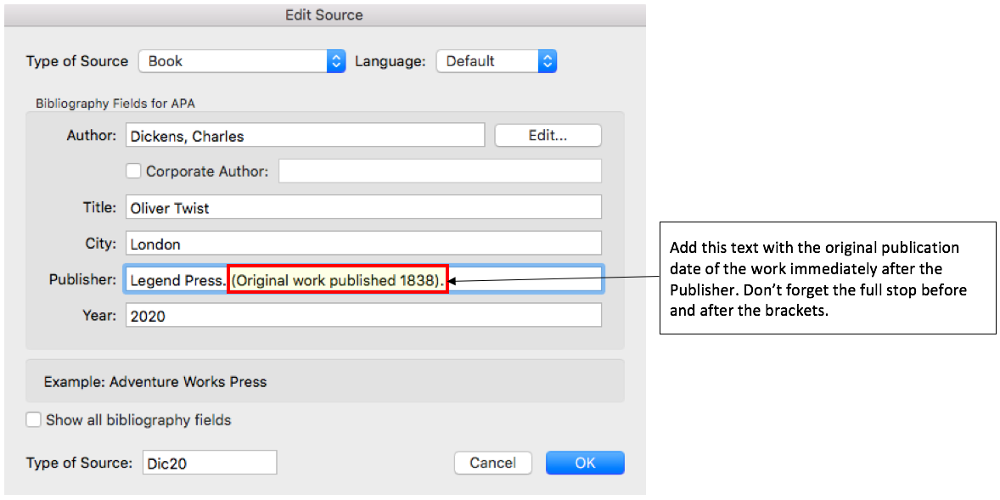 Edit Source
Type of Source Book Language: Default
Bibliography Fields for APA
Author: Dickens, Charles Edit...
Corporate Author:
Title: Oliver Twist
City: London
Publisher: Legend Press. (Original work published 1838).
Year: 2020
Example: Adventure Works Press
Show all bibliography fields
Type of Source: Dic20 Cancel OK
Add this text with the original publication
date of the work immediately after the
Publisher. Don’t forget the full stop before
and after the brackets.